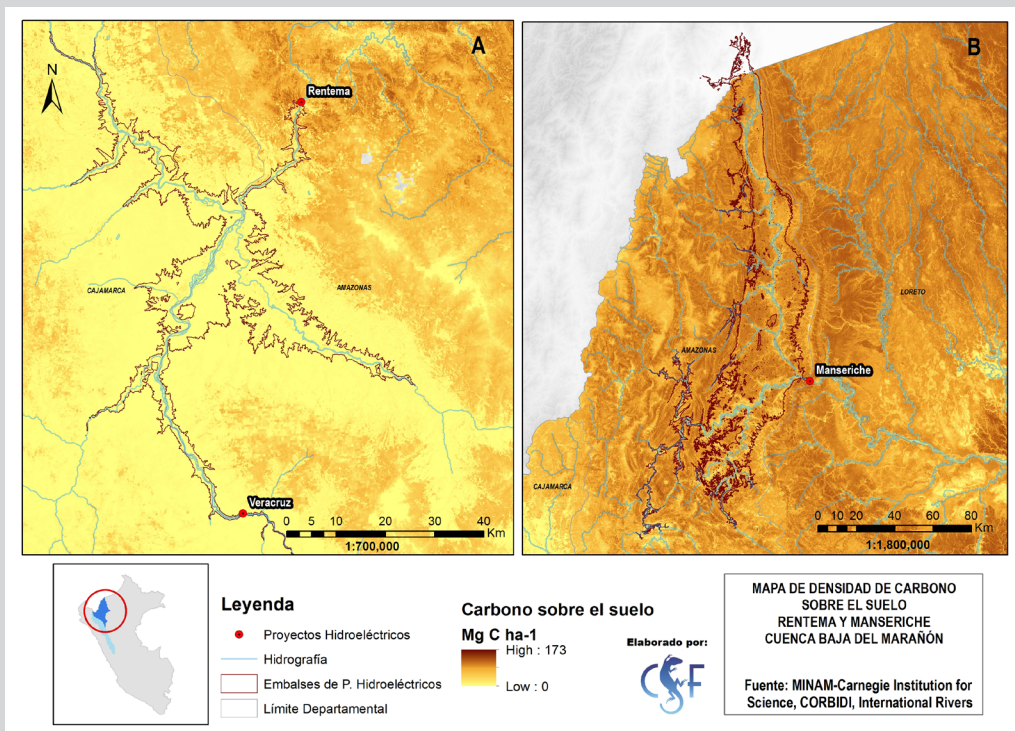 A
N
Rentema
CAJAMARCA
AMAZONAS
Veracruz
0 5 10 20 30 40
Km
1:700,000
B
LORETO
AMAZONAS
Manseriche
CAJAMARCA
0 10 20 40 60 80
Km
1:1,800,000
Leyenda
Proyectos Hidroeléctricos
Hidrografía
Embalses de P. Hidroeléctricos
Límite Departamental
Carbono sobre el suelo
Mg C ha-1
High : 173
Low : 0
Elaborado por:
CSF
MAPA DE DENSIDAD DE CARBONO
SOBRE EL SUELO
RENTEMA Y MANSERICHE
CUENCA BAJA DEL MARAÑÓN
Fuente: MINAM-Carnegie Institution for
Science, CORBIDI, International Rivers